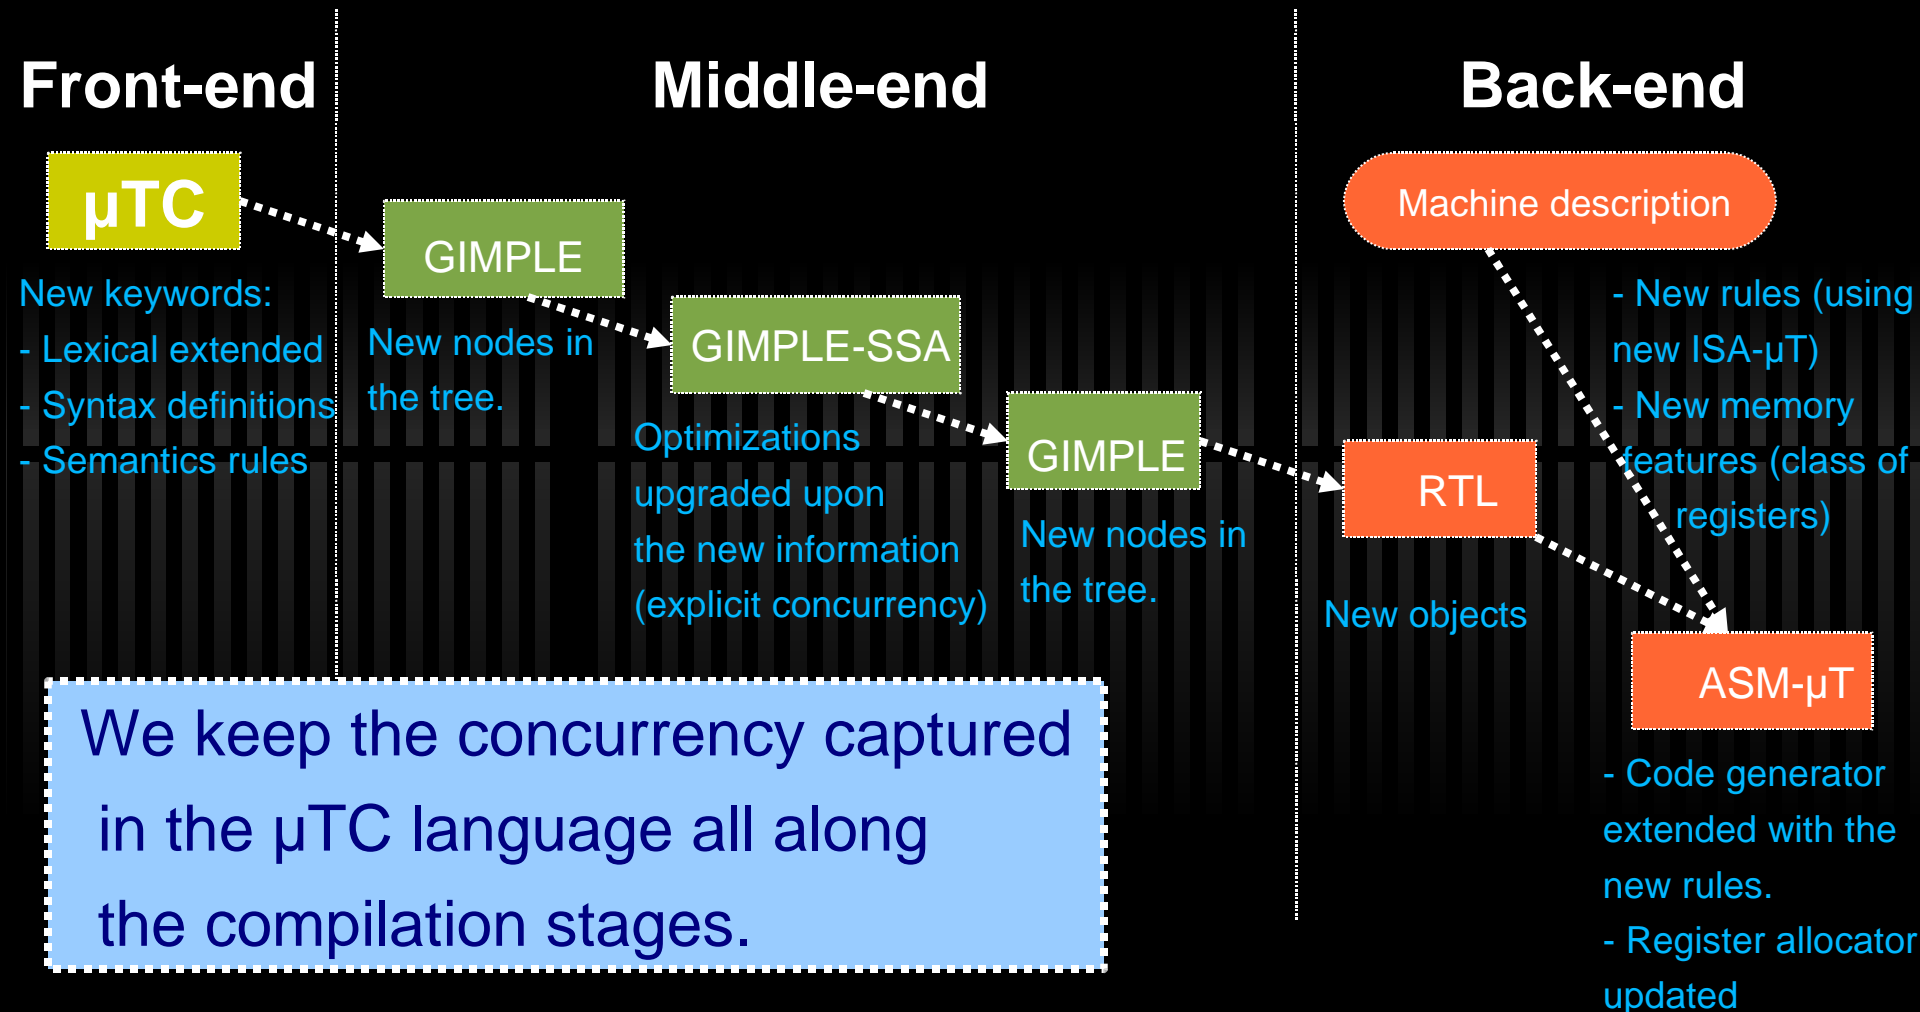 Front-end
Middle-end
Back-end
µTC
GIMPLE
GIMPLE-SSA
GIMPLE
Machine description
RTL
ASM-µT
New keywords:
- Lexical extended
- Syntax definitions
- Semantics rules
New nodes in
the tree.
Optimizations
upgraded upon
the new information
(explicit concurrency)
New nodes in
the tree.
New objects
- New rules (using
new ISA-µT)
- New memory
features (class of
registers)
- Code generator
extended with the
new rules.
- Register allocator
updated
We keep the concurrency captured
in the µTC language all along
the compilation stages.